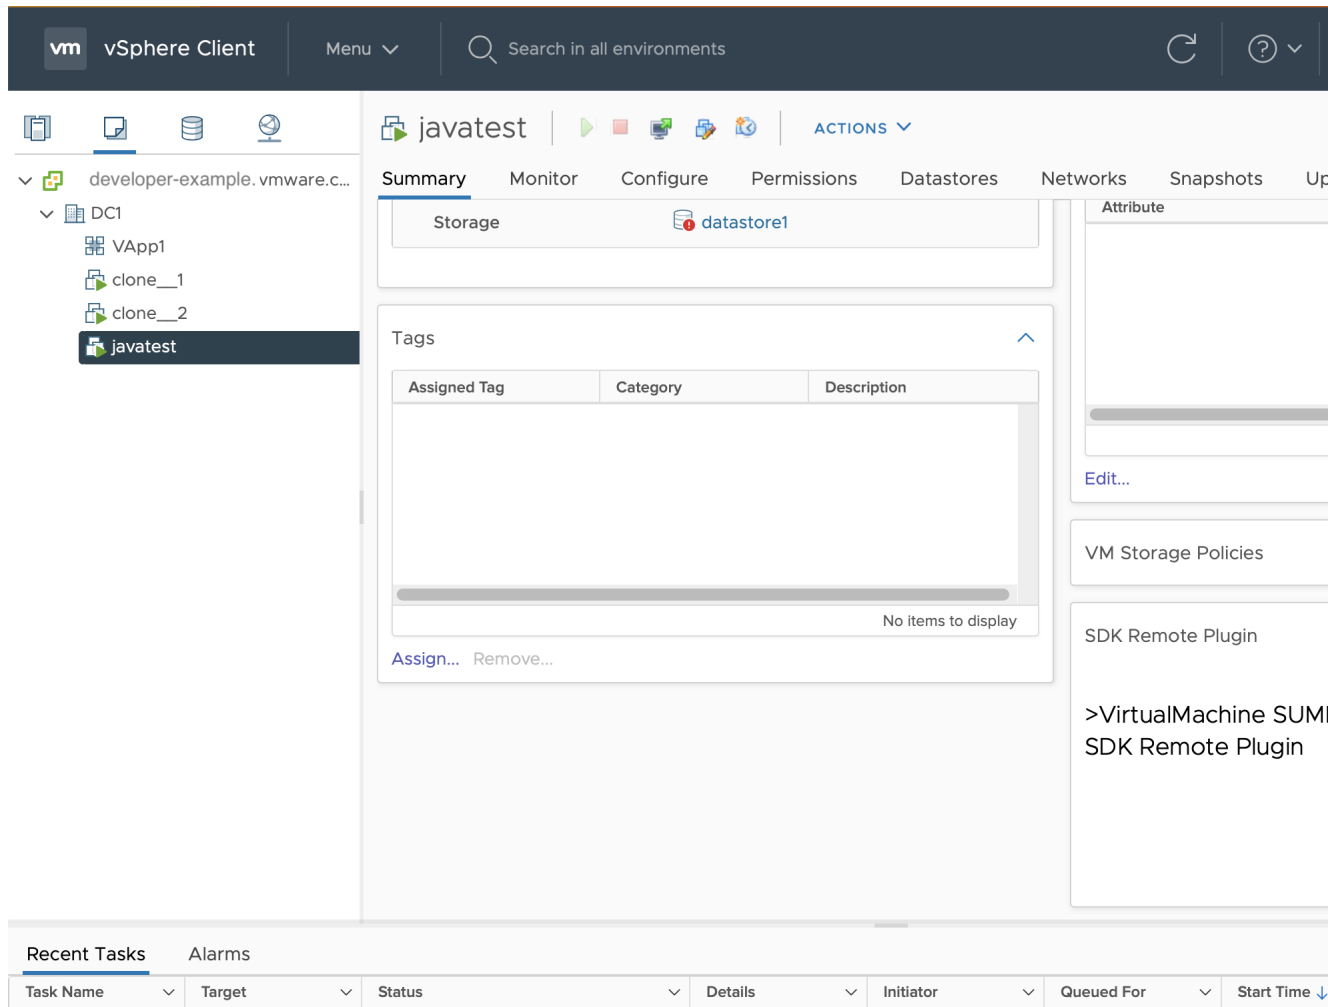 vm vSphere Client Menu Search in all environments
javatest ACTIONS
developer-example.vmware.c...
DC1
VApp1
clone__1
clone__2
javatest
Summary Monitor Configure Permissions Datastores Networks Snapshots Up
Storage datastore1
Tags
Assigned Tag Category Description
No items to display
Assign... Remove...
Attribute
Edit...
VM Storage Policies
SDK Remote Plugin
>VirtualMachine SUM
SDK Remote Plugin
Recent Tasks Alarms
Task Name Target Status Details Initiator Queued For Start Time